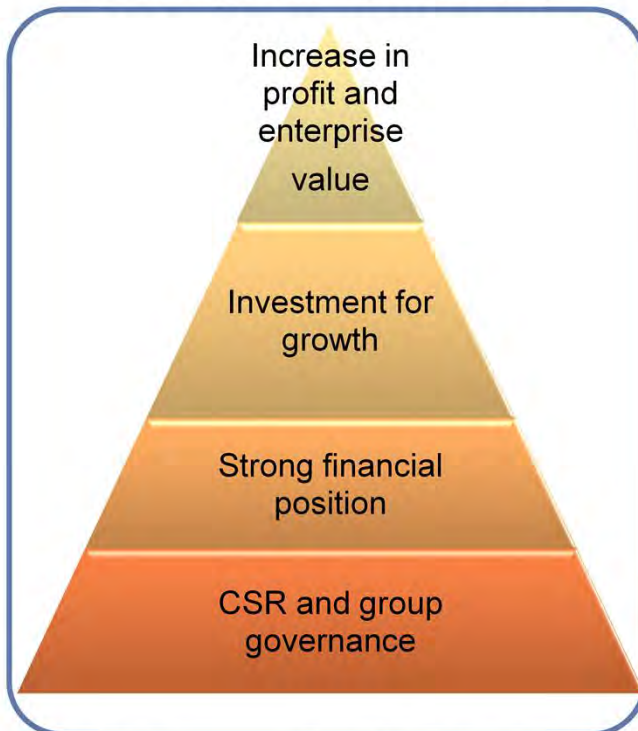 Increase in
profit and
enterprise
value
Investment for
growth
Strong financial
position
CSR and group
governance